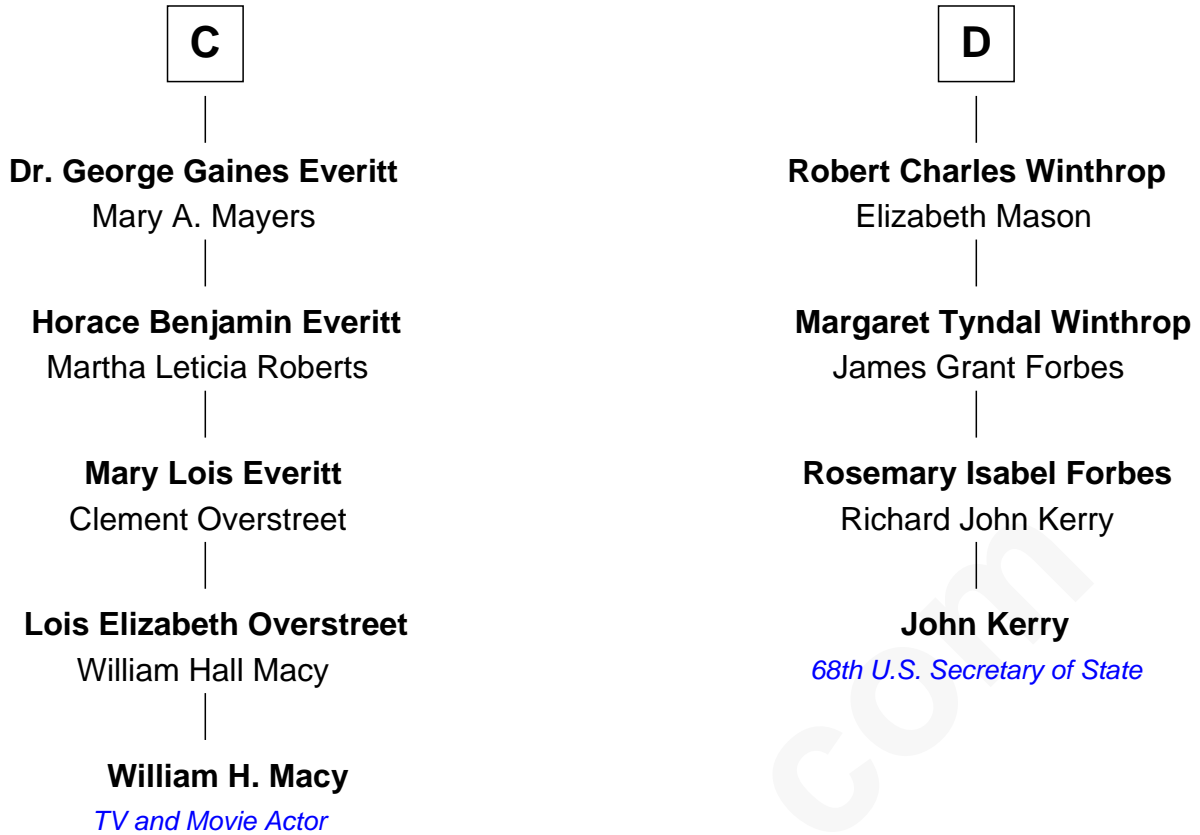 C
Dr. George Gaines Everitt
Mary A. Mayers
Horace Benjamin Everitt
Martha Leticia Roberts
Mary Lois Everitt
Clement Overstreet
Lois Elizabeth Overstreet
William Hall Macy
William H. Macy
TV and Movie Actor
D
Robert Charles Winthrop
Elizabeth Mason
Margaret Tyndal Winthrop
James Grant Forbes
Rosemary Isabel Forbes
Richard John Kerry
John Kerry
68th U.S. Secretary of State
com